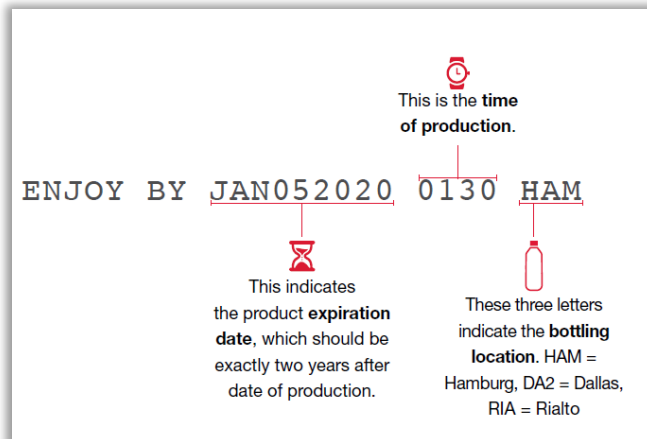 This is the time
of production.
ENJOY BY JAN052020 0130 HAM
This indicates
the product expiration
date, which should be
exactly two years after
date of production.
These three letters
indicate the bottling
location. HAM =
Hamburg, DA2 = Dallas,
RIA = Rialto